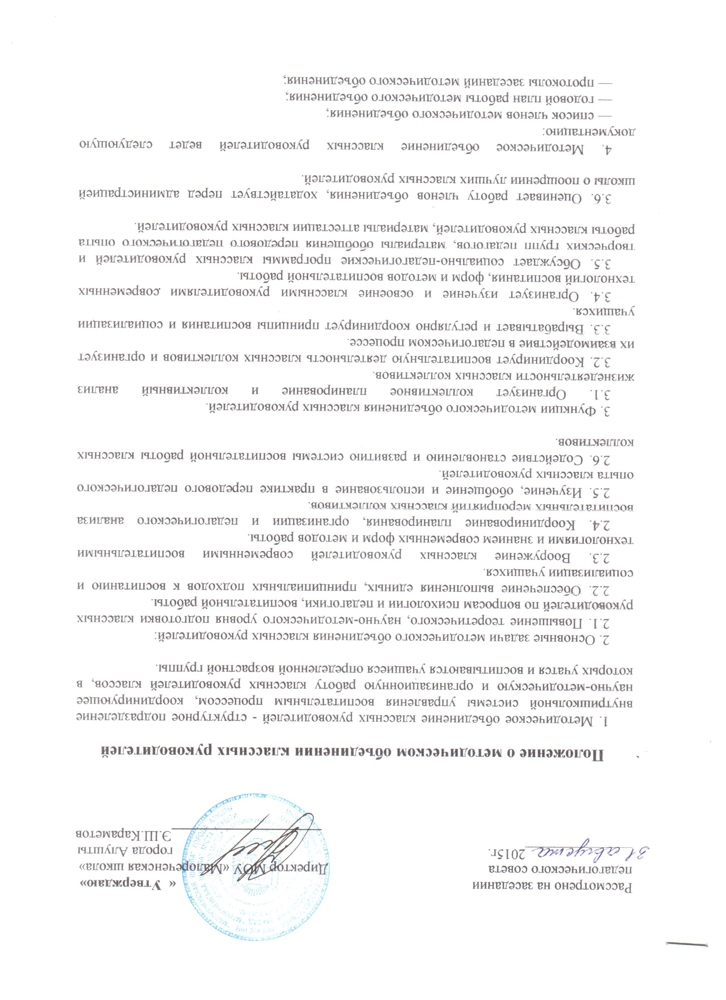 Рассмотрено на заседании
педагогического совета
31 августа 2015г.
« Утверждаю»
Директор МОУ «Малореченская школа»
города Алушты
Э.Ш.Караметов
Положение о методическом объединении классных руководителей
1. Методическое объединение классных руководителей - структурное подразделение
внутришкольной системы управления воспитательным процессом, координирующее
научно-методическую и организационную работу классных руководителей классов, в
которых учатся и воспитываются учащиеся определенной возрастной группы.
2. Основные задачи методического объединения классных руководителей:
2.1. Повышение теоретического, научно-методического уровня подготовки классных
руководителей по вопросам психологии и педагогики, воспитательной работы.
2.2. Обеспечение выполнения единых, принципиальных подходов к воспитанию и
социализации учащихся.
2.3. Вооружение классных руководителей современными воспитательными
технологиями и знанием современных форм и методов работы.
2.4. Координирование планирования, организации и педагогического анализа
воспитательных мероприятий классных коллективов.
2.5. Изучение, обобщение и использование в практике передового педагогического
опыта классных руководителей.
2.6. Содействие становлению и развитию системы воспитательной работы классных
коллективов.
3. Функции методического объединения классных руководителей.
3.1. Организует коллективное планирование и коллективный анализ
жизнедеятельности классных коллективов.
3.2. Координирует воспитательную деятельность классных коллективов и организует
их взаимодействие в педагогическом процессе.
3.3. Вырабатывает и регулярно координирует принципы воспитания и социализации
учащихся.
3.4. Организует изучение и освоение классными руководителями современных
технологий воспитания, форм и методов воспитательной работы.
3.5. Обсуждает социально-педагогические программы классных руководителей и
творческих групп педагогов, материалы обобщения передового педагогического опыта
работы классных руководителей, материалы аттестации классных руководителей.
3.6. Оценивает работу членов объединения, ходатайствует перед администрацией
школы о поощрении лучших классных руководителей.
4. Методическое объединение классных руководителей ведет следующую
документацию:
— список членов методического объединения;
— годовой план работы методического объединения;
— протоколы заседаний методического объединения;